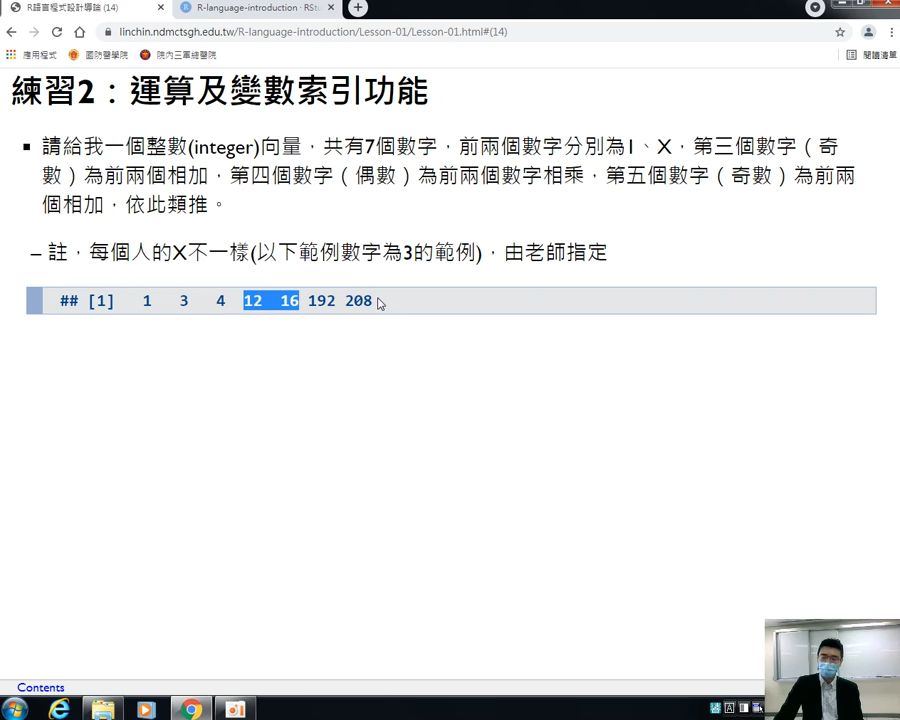 R語言程式設計導論 (14)
R-language-introduction · RStu
linchin.ndmctsgh.edu.tw/R-language-introduction/Lesson-01/Lesson-01.html#(14)
應用程式 國防醫學院 院內三軍總醫院 閱讀清單
練習2：運算及變數索引功能
請給我一個整數(integer)向量，共有7個數字，前兩個數字分別為1、X，第三個數字（奇
數）為前兩個相加，第四個數字（偶數）為前兩個數字相乘，第五個數字（奇數）為前兩
個相加，依此類推。
– 註，每個人的X不一樣(以下範例數字為3的範例)，由老師指定
## [1] 1 3 4 12 16 192 208
Contents